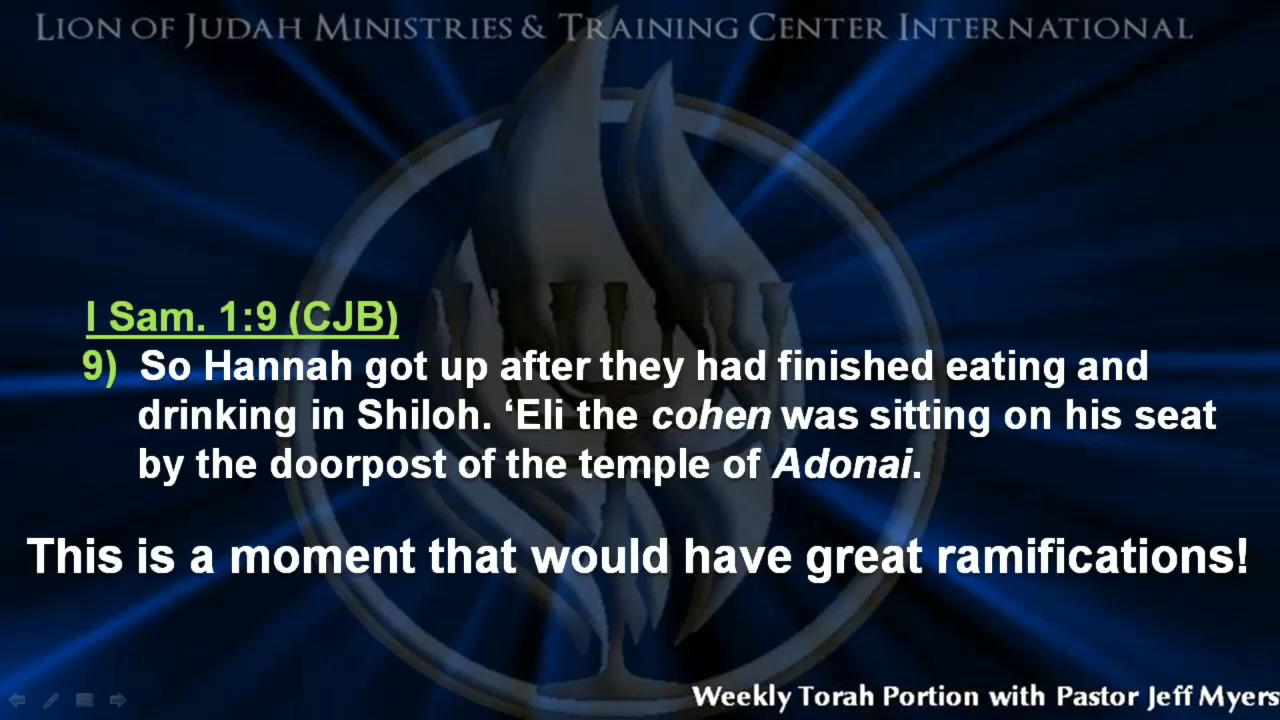 LION OF JUDAH MINISTRIES & TRAINING CENTER INTERNATIONAL
I Sam. 1:9 (CJB)
9) So Hannah got up after they had finished eating and
drinking in Shiloh. ‘Eli the cohen was sitting on his seat
by the doorpost of the temple of Adonai.
This is a moment that would have great ramifications!
Weekly Torah Portion with Pastor Jeff Myers